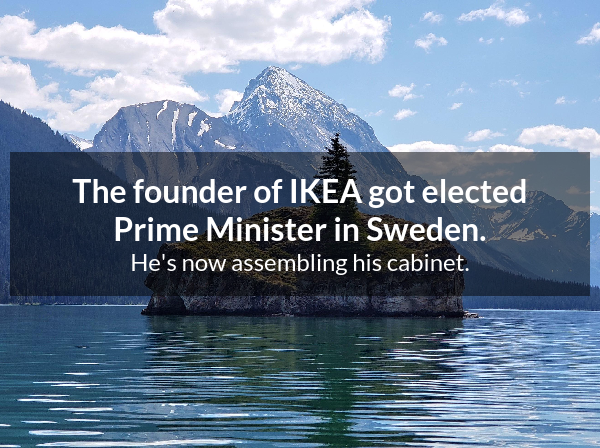 The founder of IKEA got elected
Prime Minister in Sweden.
He's now assembling his cabinet.